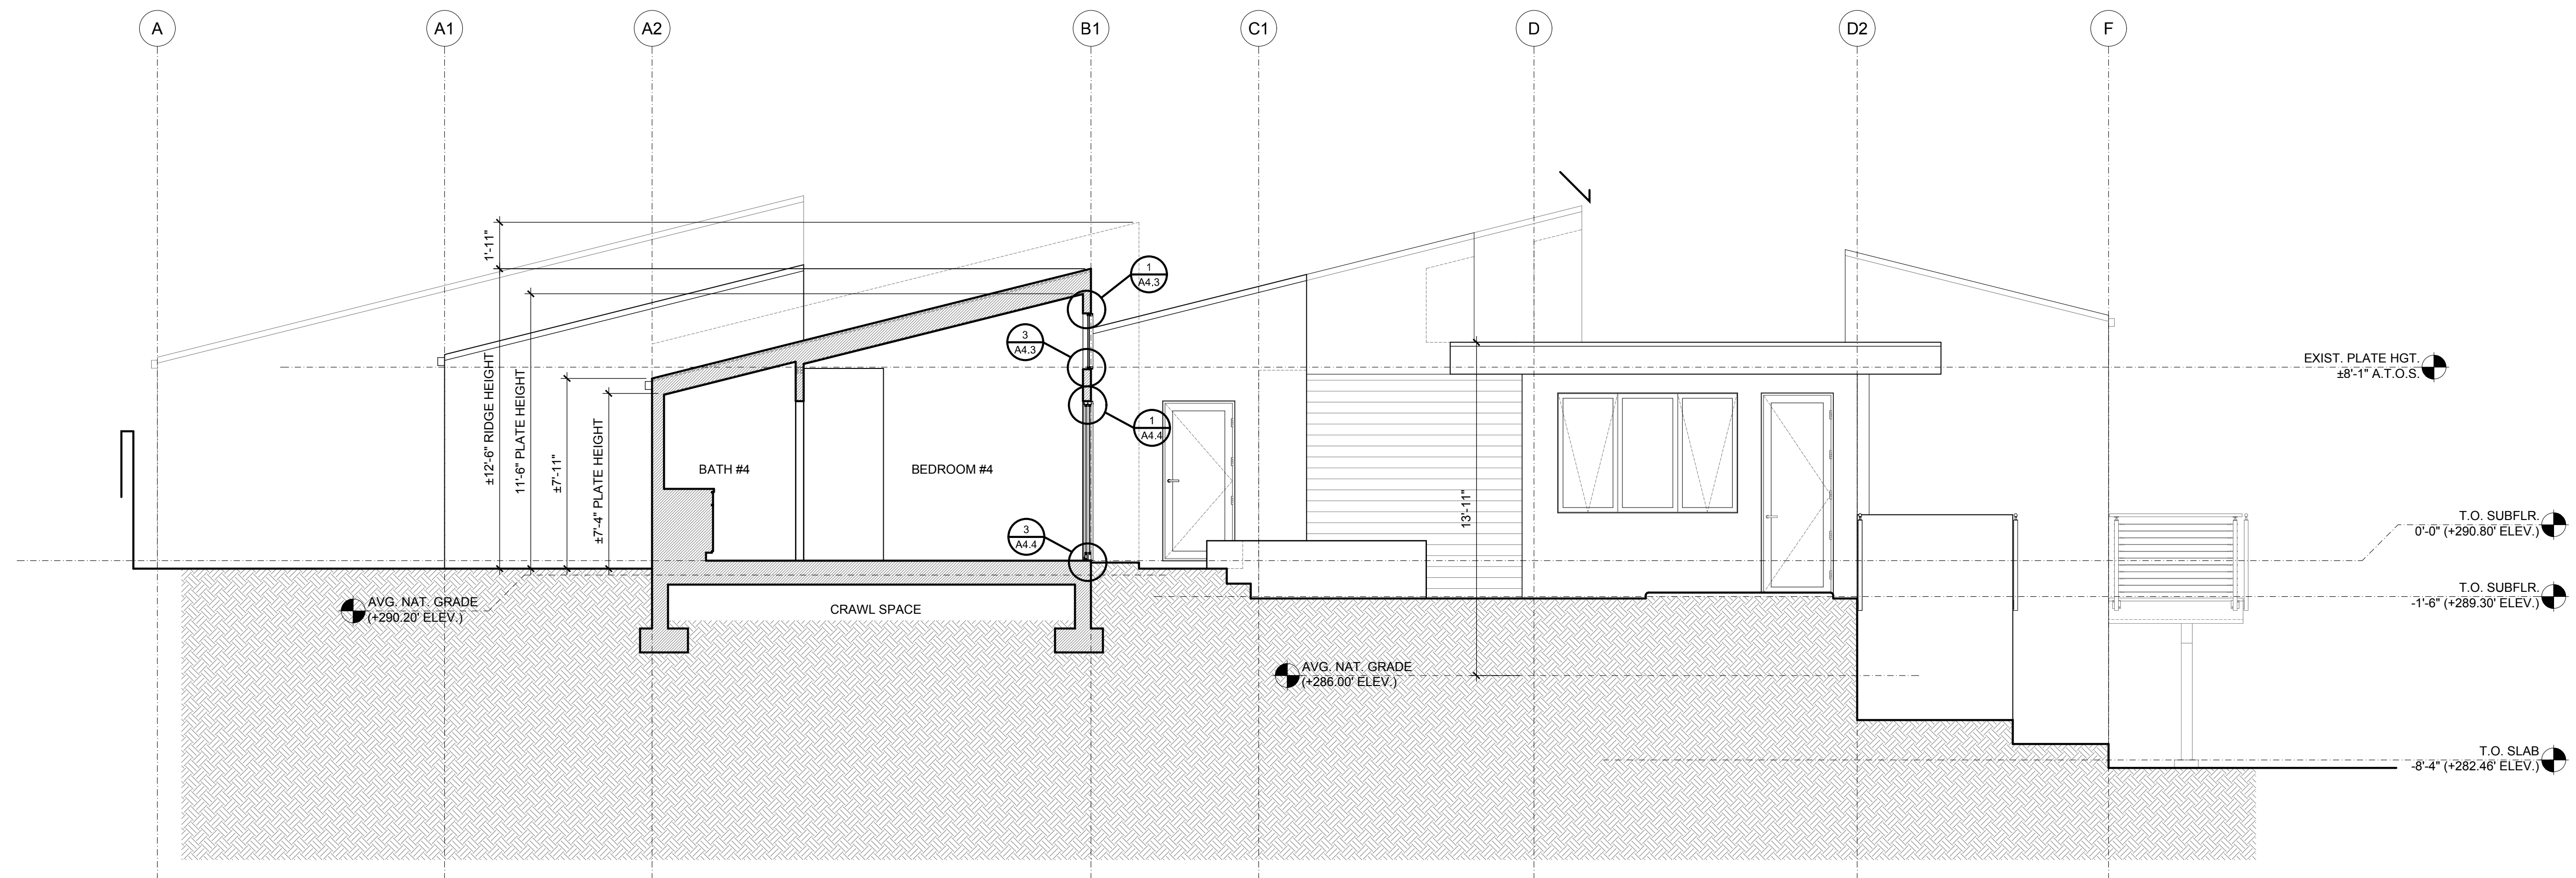 A
A1
A2
B1
C1
D
D2
F
1'-11"
±12'-6" RIDGE HEIGHT
11'-6" PLATE HEIGHT
±7'-11"
±7'-4" PLATE HEIGHT
1
A4.3
3
A4.3
1
A4.4
3
A4.4
BATH #4
BEDROOM #4
CRAWL SPACE
AVG. NAT. GRADE
(+290.20' ELEV.)
13'-11"
AVG. NAT. GRADE
(+286.00' ELEV.)
EXIST. PLATE HGT.
±8'-1" A.T.O.S.
T.O. SUBFLR.
0'-0" (+290.80' ELEV.)
T.O. SUBFLR.
-1'-6" (+289.30' ELEV.)
T.O. SLAB
-8'-4" (+282.46' ELEV.)